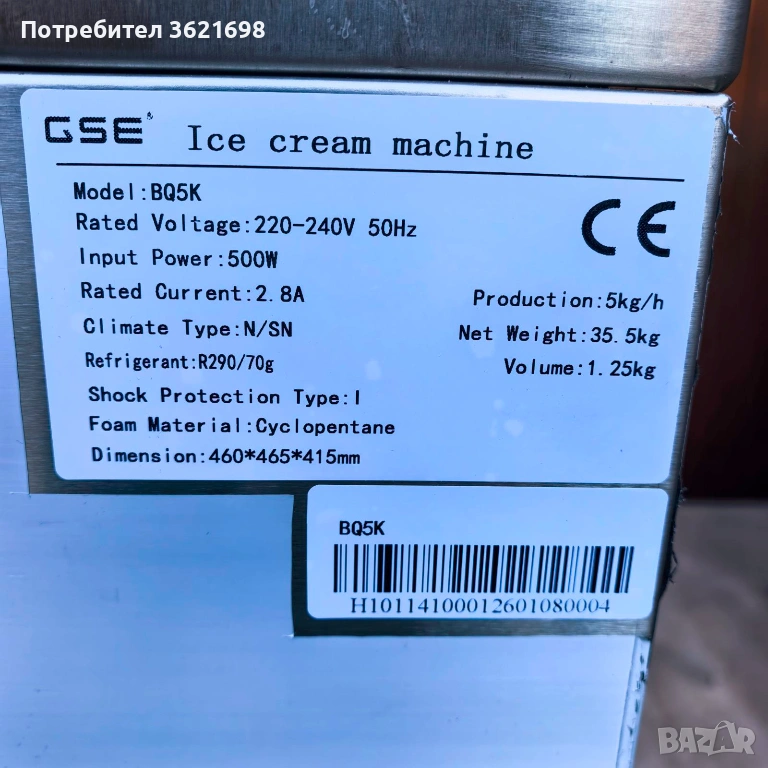 Потребител 3621698
GSE Ice cream machine
Model:BQ5K
Rated Voltage:220-240V 50Hz
Input Power:500W
Rated Current:2.8A
Climate Type:N/SN
Refrigerant:R290/70g
Shock Protection Type:I
Foam Material:Cyclopentane
Dimension:460*465*415mm
CE
Production:5kg/h
Net Weight:35.5kg
Volume:1.25kg
BQ5K
H10114100012601080004
BAZAR